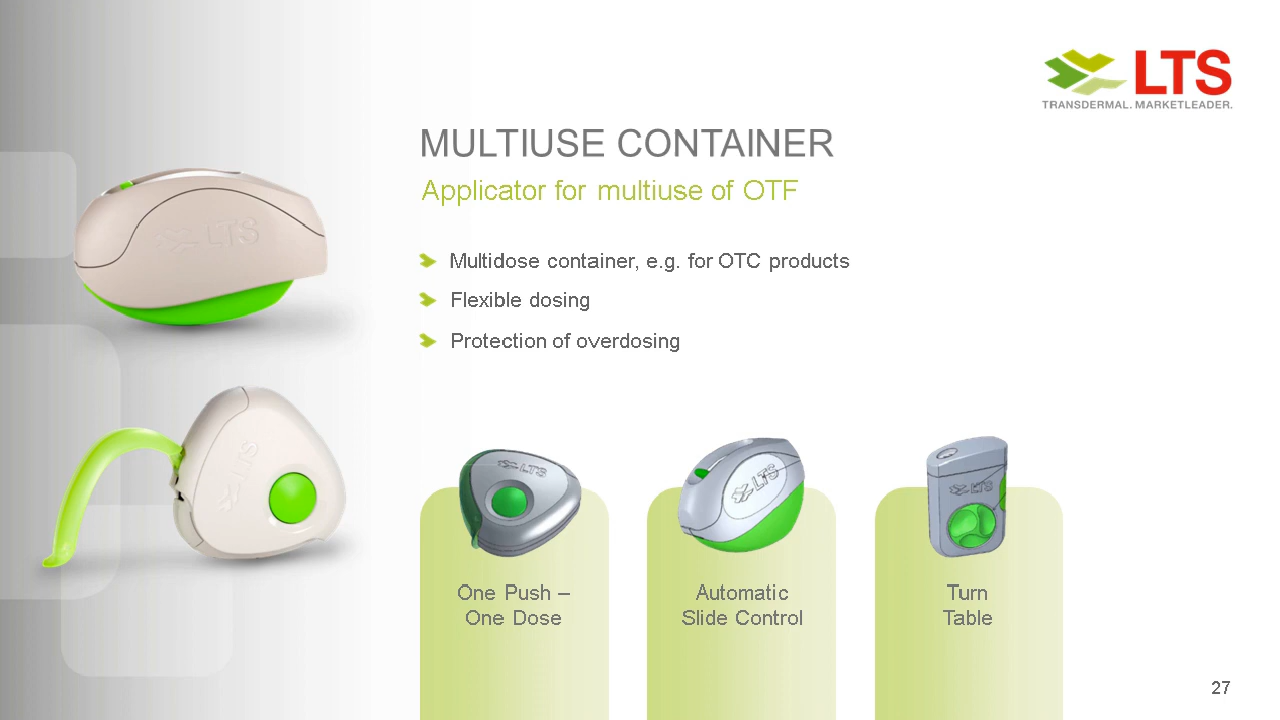 LTS
TRANSDERMAL. MARKETLEADER.
MULTIUSE CONTAINER
Applicator for multiuse of OTF
LTS
Multidose container, e.g. for OTC products
Flexible dosing
Protection of overdosing
LTS
LTS
LTS
LTS
One Push –
One Dose
Automatic
Slide Control
Turn
Table
27